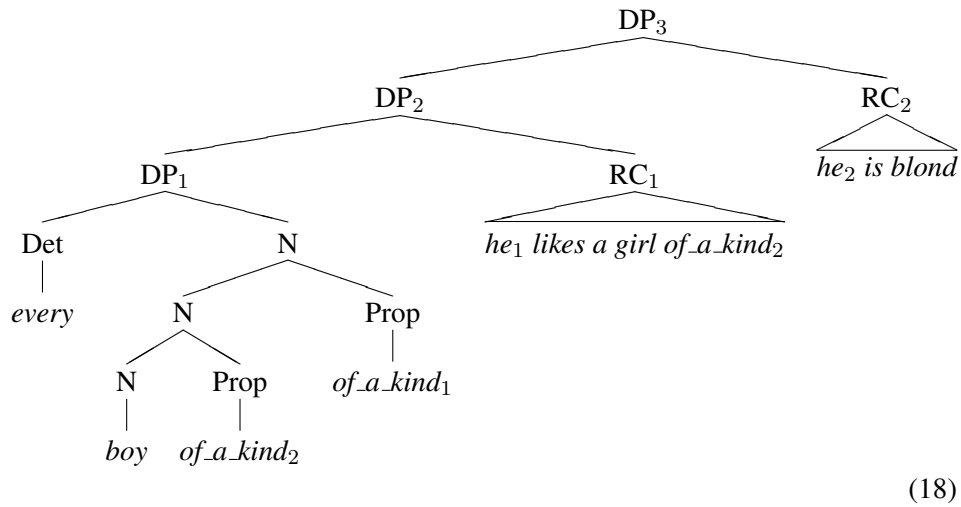 DP₃
DP₂ RC₂
he₂ is blond
DP₁ RC₁
Det N he₁ likes a girl of_a_kind₂
every N Prop
N Prop of_a_kind₁
boy of_a_kind₂
(18)